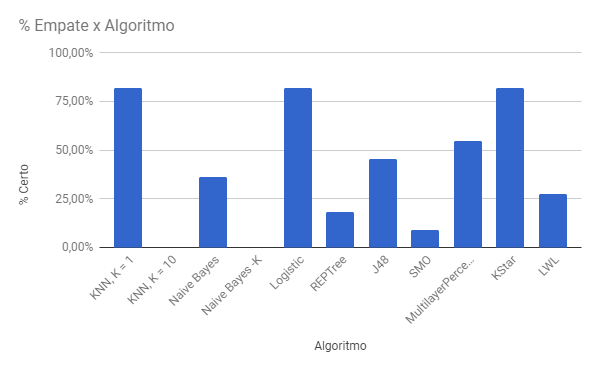 % Empate x Algoritmo
100,00%
75,00%
50,00%
25,00%
0,00%
% Certo
KNN, K = 1
KNN, K = 10
Naive Bayes
Naive Bayes -K
Logistic
REPTree
J48
SMO
MultilayerPerce...
KStar
LWL
Algoritmo